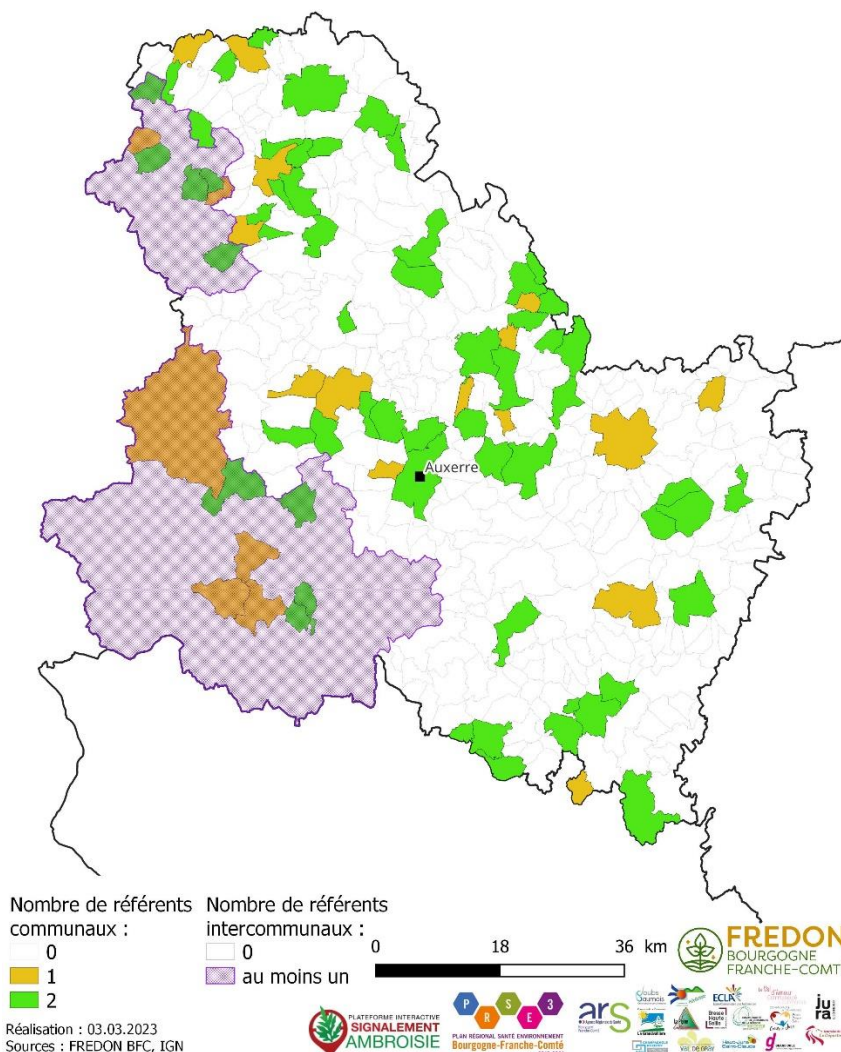 Auxerre
Nombre de référents
communaux :
0
1
2
Nombre de référents
intercommunaux :
0
au moins un
0 18 36 km
FREDON
BOURGOGNE
FRANCHE-COMT
Réalisation : 03.03.2023
Sources : FREDON BFC, IGN
PLATEFORME INTERACTIVE
SIGNALEMENT
AMBROISIE
P R S E 3
PLAN RÉGIONAL SANTÉ ENVIRONNEMENT
Bourgogne-Franche-Comté
ars
ECLA
jura